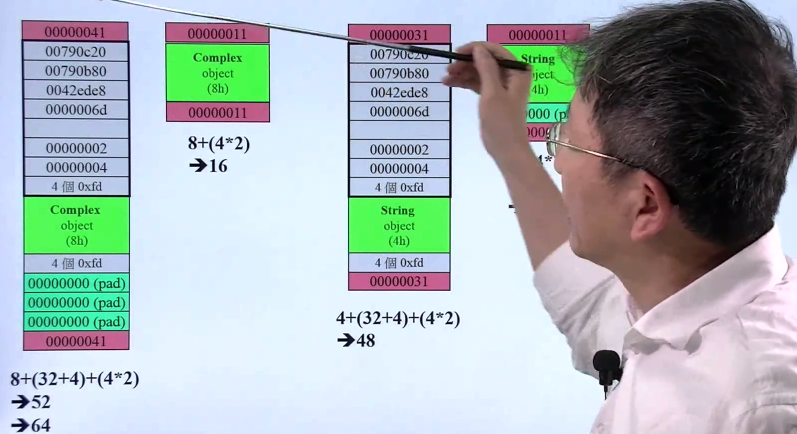 00000041
00790c20
00790b80
0042ede8
0000006d
00000002
00000004
4 個 0xfd
Complex
object
(8h)
4 個 0xfd
00000000 (pad)
00000000 (pad)
00000000 (pad)
00000041
8+(32+4)+(4*2)
➔52
➔64
00000011
Complex
object
(8h)
00000011
8+(4*2)
➔16
00000031
00790c20
00790b80
0042ede8
0000006d
00000002
00000004
4 個 0xfd
String
object
(4h)
4 個 0xfd
00000031
4+(32+4)+(4*2)
➔48
00000011
String